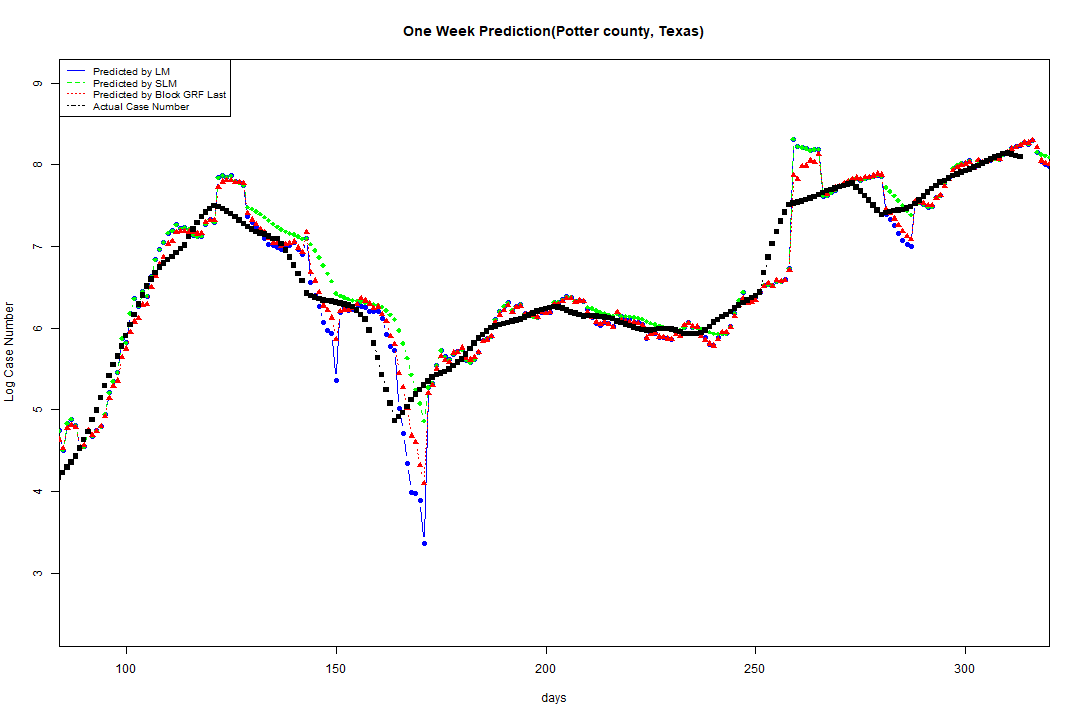 One Week Prediction(Potter county, Texas)
Predicted by LM
Predicted by SLM
Predicted by Block GRF Last
Actual Case Number
9
8
7
6
5
4
3
Log Case Number
100 150 200 250 300
days